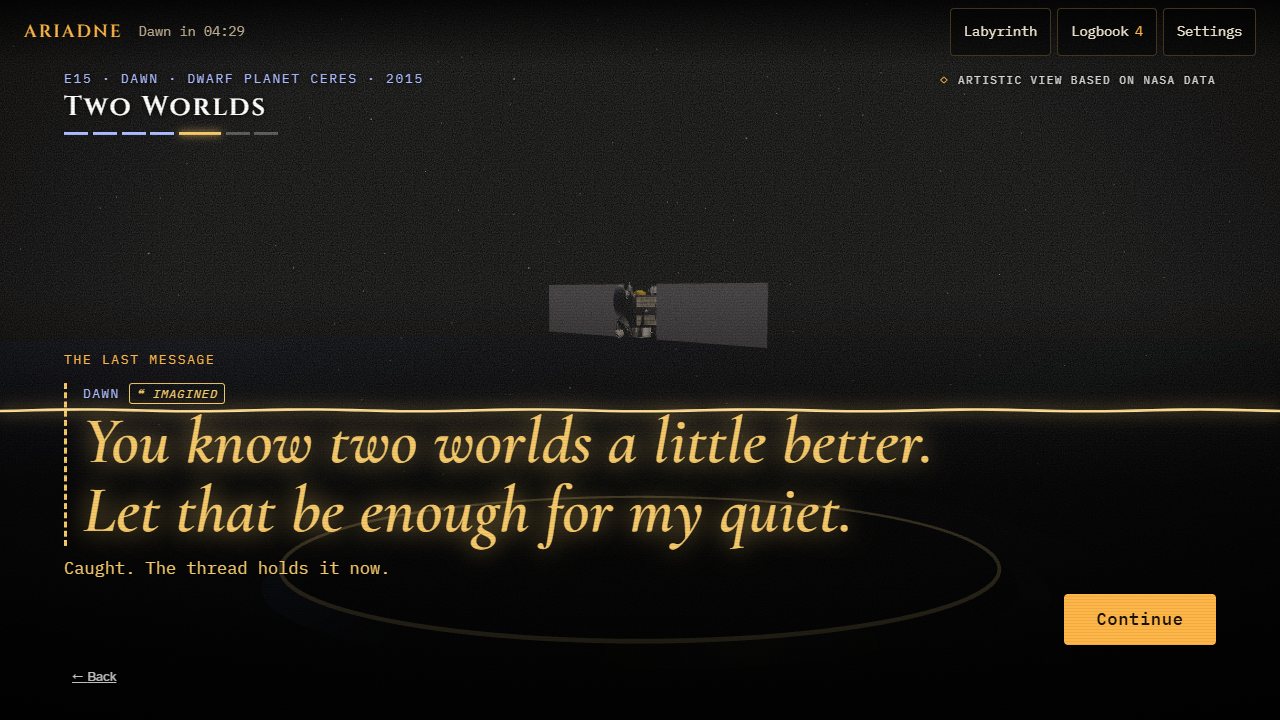 ARIADNE Dawn in 04:29 Labyrinth Logbook 4 Settings
E15 · DAWN · DWARF PLANET CERES · 2015
◇ ARTISTIC VIEW BASED ON NASA DATA
Two Worlds
THE LAST MESSAGE
DAWN ❝ IMAGINED
You know two worlds a little better.
Let that be enough for my quiet.
Caught. The thread holds it now.
Continue
← Back